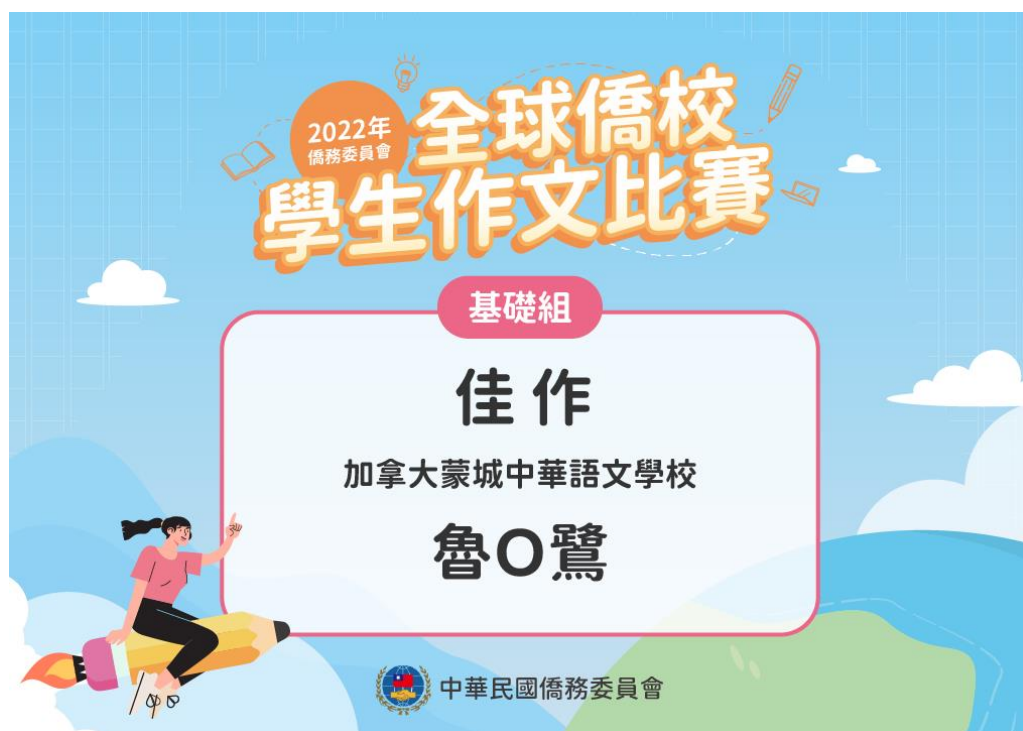 2022年
僑務委員會
全球僑校
學生作文比賽
基礎組
佳作
加拿大蒙城中華語文學校
魯O鷺
中華民國僑務委員會